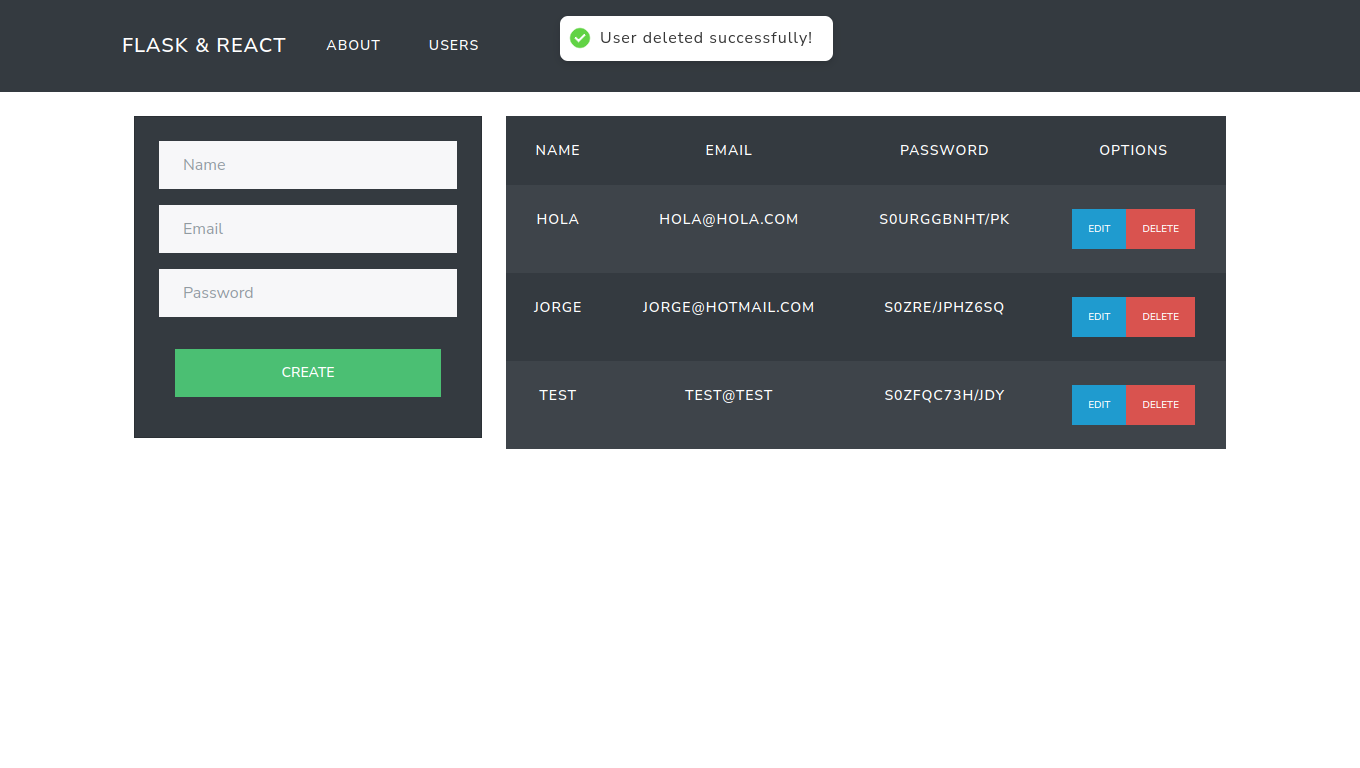 FLASK & REACT ABOUT USERS
User deleted successfully!
Name
Email
Password
CREATE
NAME EMAIL PASSWORD OPTIONS
HOLA HOLA@HOLA.COM S0URGGBNHT/PK EDIT DELETE
JORGE JORGE@HOTMAIL.COM S0ZRE/JPHZ6SQ EDIT DELETE
TEST TEST@TEST S0ZFQC73H/JDY EDIT DELETE